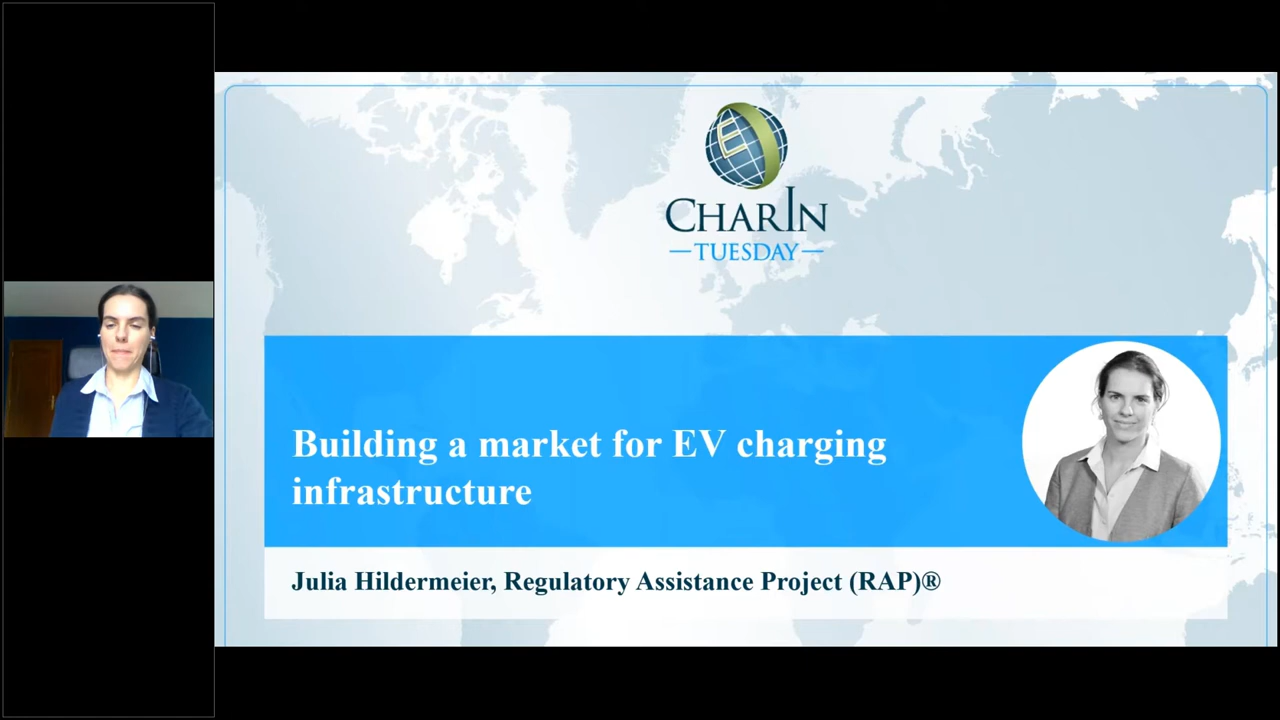 E
CHARIN
TUESDAY
Building a market for EV charging
infrastructure
Julia Hildermeier, Regulatory Assistance Project (RAP)®